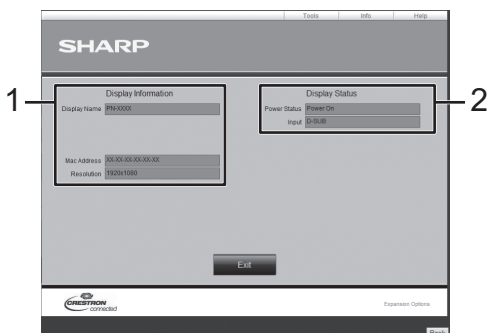 Tools Info Help
SHARP
1 Display Information Display Status 2
Display Name PN-XXXX Power Status Power On
Input D-SUB
Mac Address XX-XX-XX-XX-XX-XX
Resolution 1920x1080
Exit
CRESTRON
connected
Expansion Options
Back